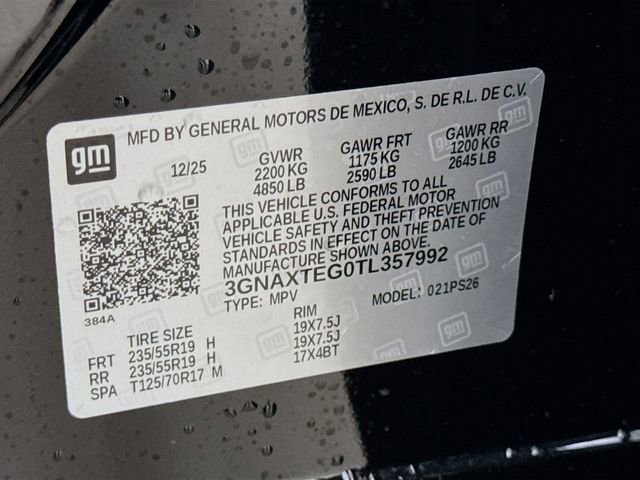 gm
MFD BY GENERAL MOTORS DE MEXICO, S. DE R.L. DE C.V.
12/25
GVWR
2200 KG
4850 LB
GAWR FRT
1175 KG
2590 LB
GAWR RR
1200 KG
2645 LB
THIS VEHICLE CONFORMS TO ALL
APPLICABLE U.S. FEDERAL MOTOR
VEHICLE SAFETY AND THEFT PREVENTION
STANDARDS IN EFFECT ON THE DATE OF
MANUFACTURE SHOWN ABOVE.
3GNAXTEG0TL357992
TYPE: MPV
MODEL: 021PS26
384A
TIRE SIZE
RIM
FRT 235/55R19 H 19X7.5J
RR 235/55R19 H 19X7.5J
SPA T125/70R17 M 17X4BT